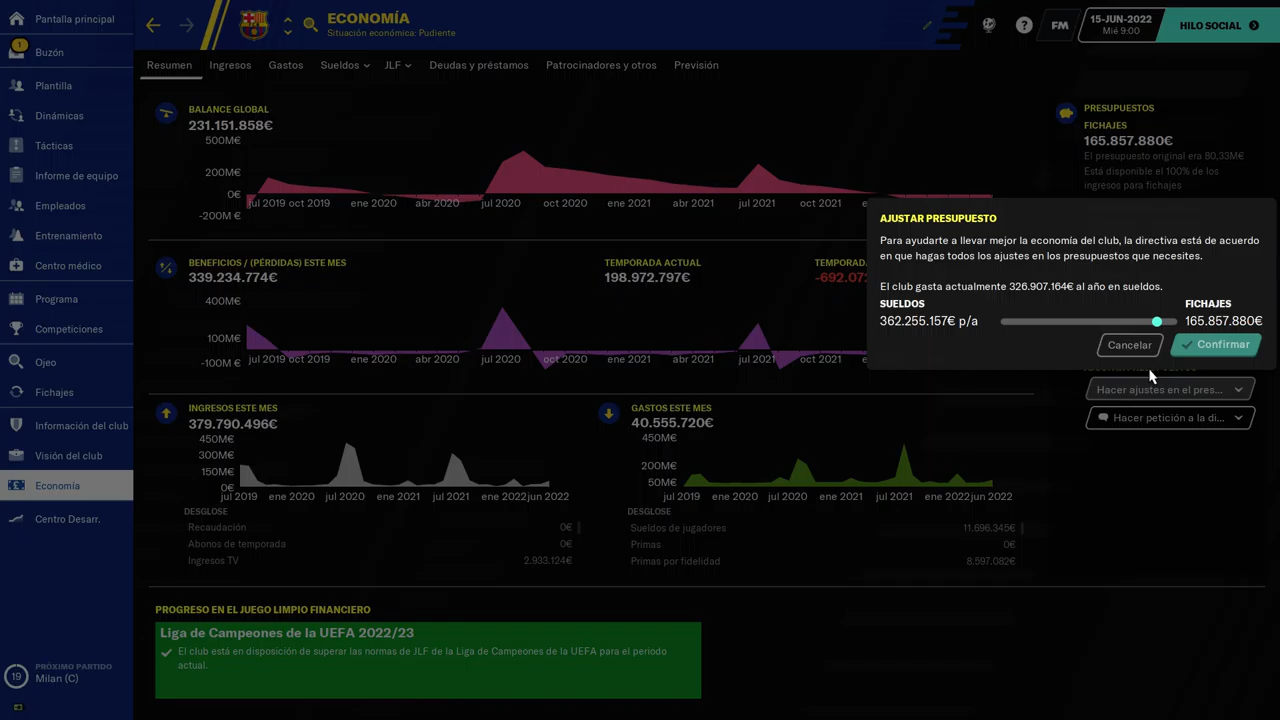 Pantalla principal
1
Buzón
Plantilla
Dinámicas
Tácticas
Informe de equipo
Empleados
Entrenamiento
Centro médico
Programa
Competiciones
Ojeo
Fichajes
Información del club
Visión del club
Economía
Centro Desarr.
19
PRÓXIMO PARTIDO
Milan (C)
ECONOMÍA
Situación económica: Pudiente
?
FM
15-JUN-2022
Mié 9:00
HILO SOCIAL
Resumen
Ingresos
Gastos
Sueldos
JLF
Deudas y préstamos
Patrocinadores y otros
Previsión
BALANCE GLOBAL
231.151.858€
500M€
200M€
0€
-200M €
jul 2019 oct 2019 ene 2020 abr 2020 jul 2020 oct 2020 ene 2021 abr 2021 jul 2021 oct 2021
PRESUPUESTOS
FICHAJES
165.857.880€
El presupuesto original era 80,33M€
Está disponible el 100% de los
ingresos para fichajes
AJUSTAR PRESUPUESTO
Para ayudarte a llevar mejor la economía del club, la directiva está de acuerdo
en que hagas todos los ajustes en los presupuestos que necesites.
El club gasta actualmente 326.907.164€ al año en sueldos.
SUELDOS
362.255.157€ p/a
FICHAJES
165.857.880€
Cancelar
Confirmar
Hacer ajustes en el pres...
Hacer petición a la di...
BENEFICIOS / (PÉRDIDAS) ESTE MES
339.234.774€
TEMPORADA ACTUAL
198.972.797€
400M€
100M€
-100M €
jul 2019 oct 2019 ene 2020 abr 2020 jul 2020 oct 2020 ene 2021 abr 2021 jul 2021 oct 2021
INGRESOS ESTE MES
379.790.496€
450M€
300M€
150M€
0€
jul 2019 ene 2020 jul 2020 ene 2021 jul 2021 ene 2022 jun 2022
DESGLOSE
Recaudación 0€
Abonos de temporada 0€
Ingresos TV 2.933.124€
GASTOS ESTE MES
40.555.720€
450M€
200M€
50M€
jul 2019 ene 2020 jul 2020 ene 2021 jul 2021 ene 2022 jun 2022
DESGLOSE
Sueldos de jugadores 11.696.345€
Primas 0€
Primas por fidelidad 8.597.082€
PROGRESO EN EL JUEGO LIMPIO FINANCIERO
Liga de Campeones de la UEFA 2022/23
El club está en disposición de superar las normas de JLF de la Liga de Campeones de la UEFA para el periodo
actual.